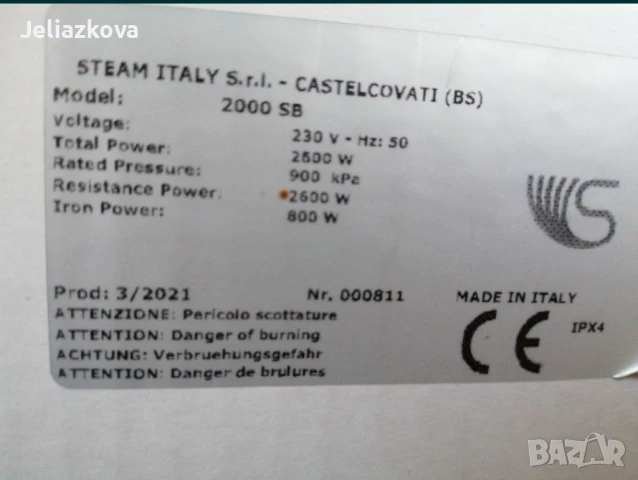 Jeliazkova
STEAM ITALY S.r.l. - CASTELCOVATI (BS)
Model: 2000 SB
Voltage: 230 V - Hz: 50
Total Power: 2600 W
Rated Pressure: 900 kPa
Resistance Power: 2600 W
Iron Power: 800 W
Prod: 3/2021 Nr. 000811 MADE IN ITALY
ATTENZIONE: Pericolo scottature
ATTENTION: Danger of burning
ACHTUNG: Verbruehungsgefahr
ATTENTION: Danger de brulures
CE IPX4
BAZAR
bg